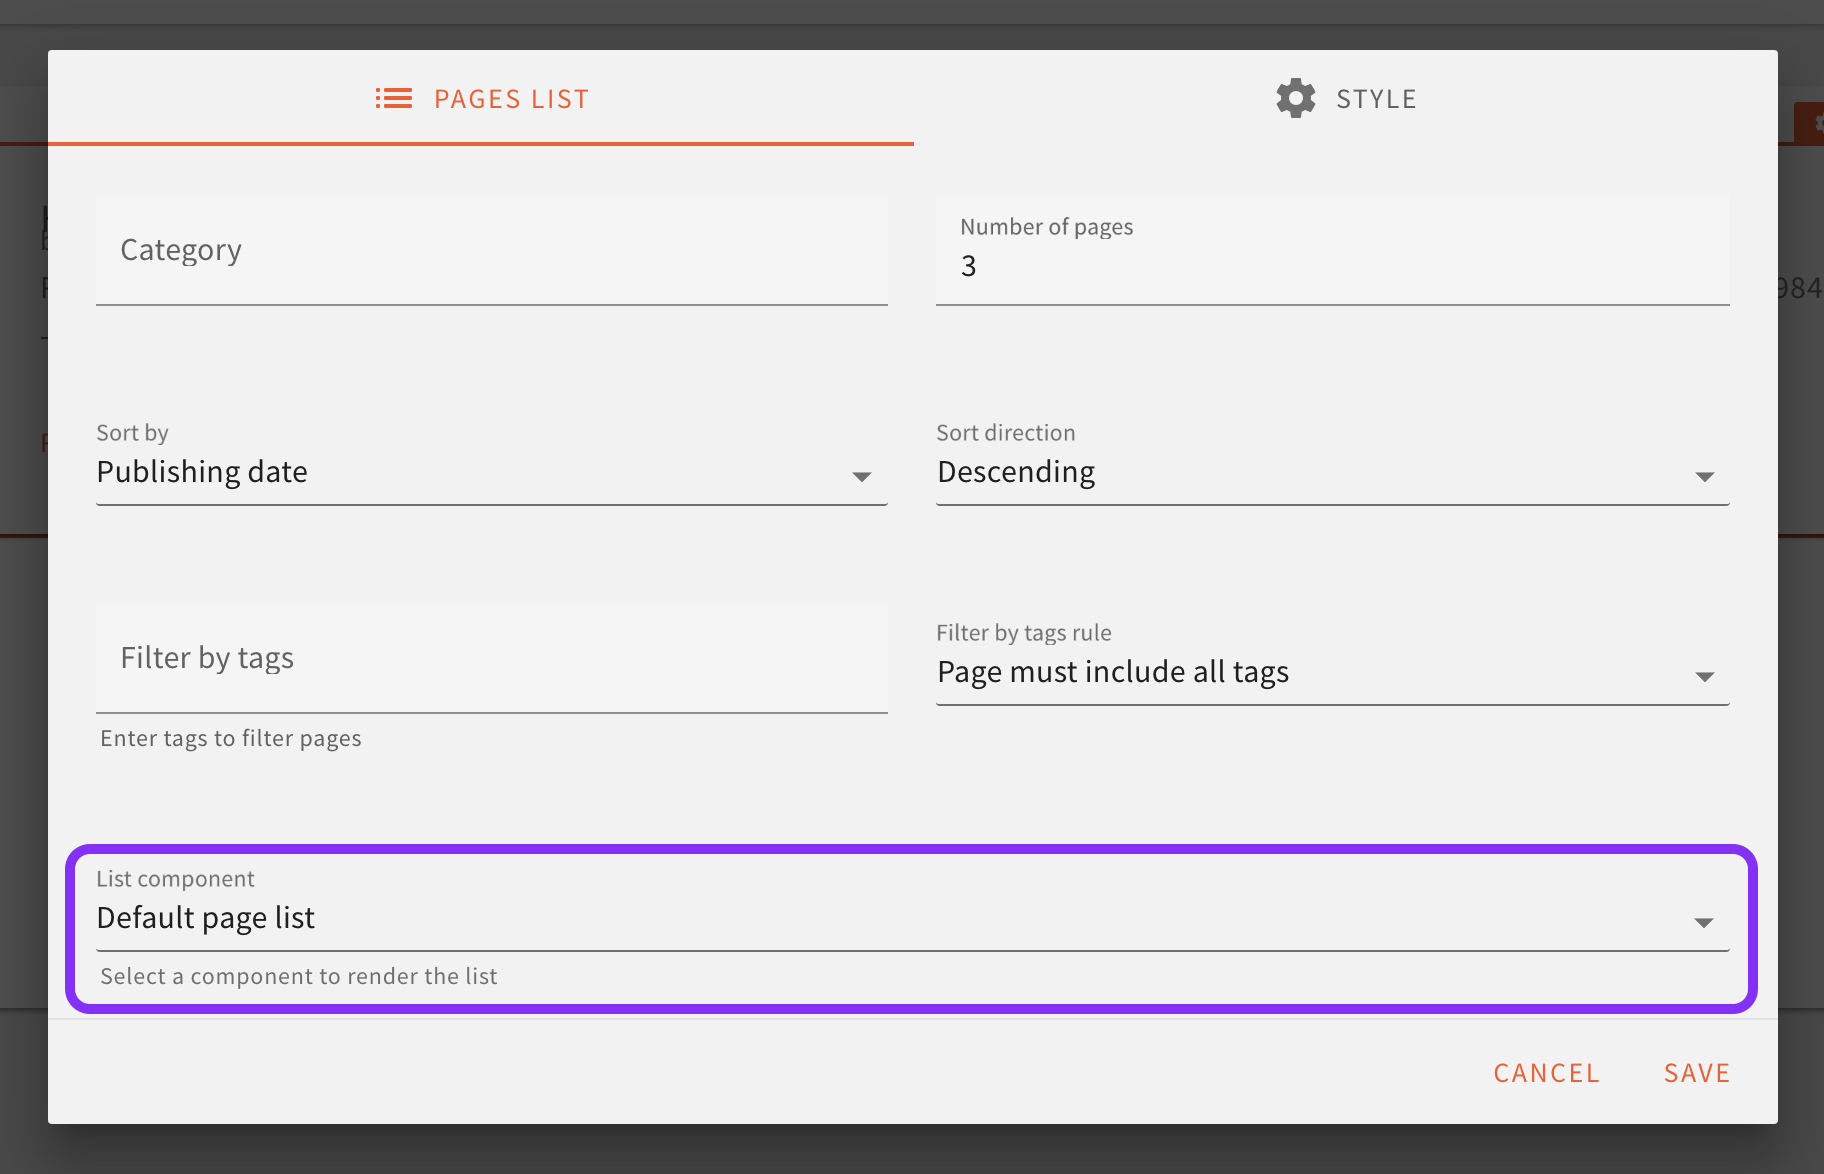 PAGES LIST
STYLE
Category
Number of pages
3
Sort by
Publishing date
Sort direction
Descending
Filter by tags
Enter tags to filter pages
Filter by tags rule
Page must include all tags
List component
Default page list
Select a component to render the list
CANCEL
SAVE